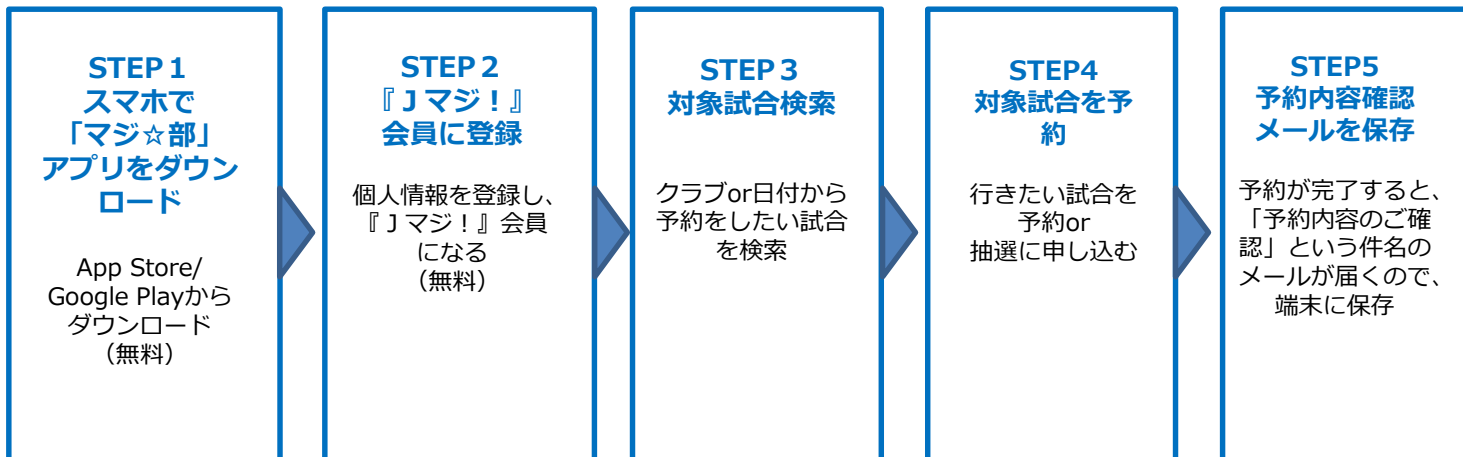 STEP１
スマホで
「マジ☆部」
アプリをダウン
ロード
App Store/
Google Playから
ダウンロード
（無料）
STEP２
『Ｊマジ！』
会員に登録
個人情報を登録し、
『Ｊマジ！』会員
になる
（無料）
STEP３
対象試合検索
クラブor日付から
予約をしたい試合
を検索
STEP4
対象試合を予
約
行きたい試合を
予約or
抽選に申し込む
STEP5
予約内容確認
メールを保存
予約が完了すると、
「予約内容のご確
認」という件名の
メールが届くので、
端末に保存